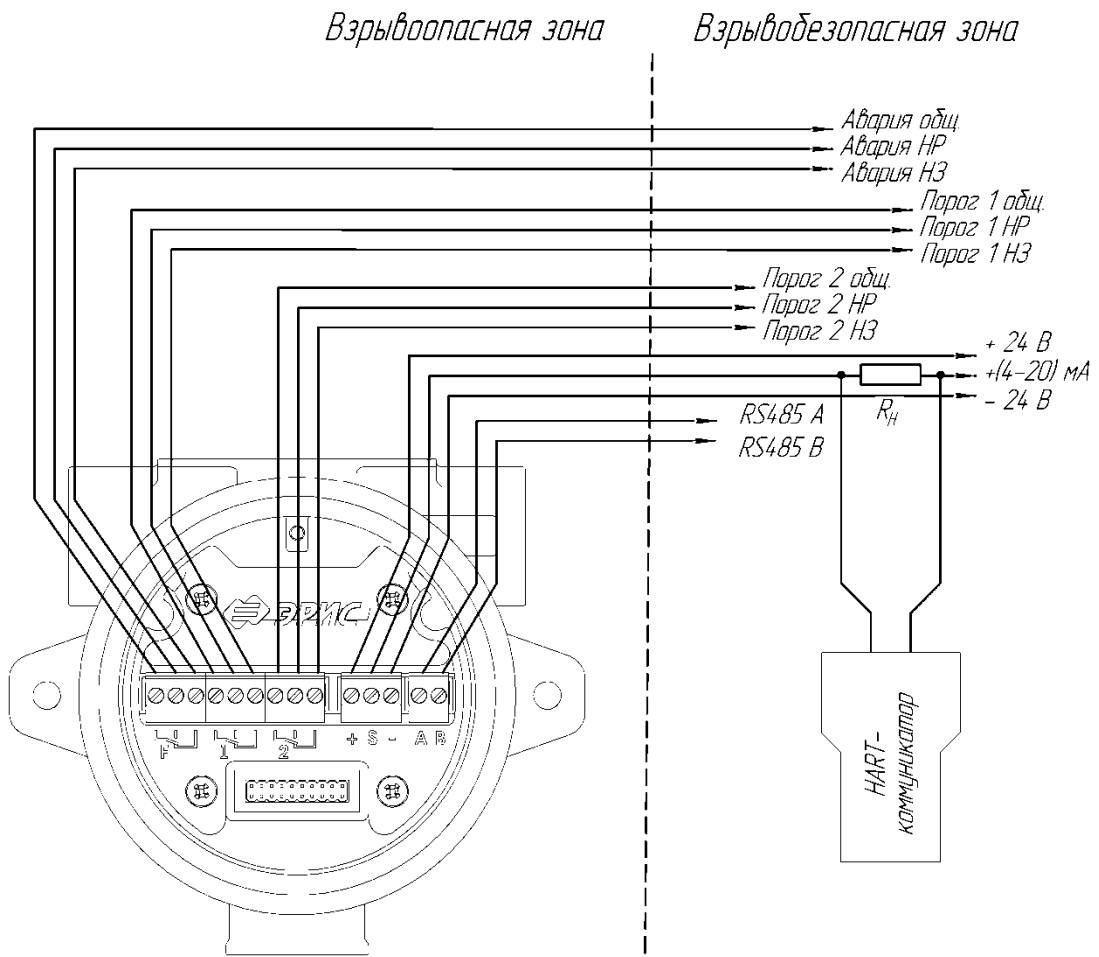 Взрывоопасная зона
Взрывобезопасная зона
Авария общ.
Авария НР
Авария НЗ
Порог 1 общ.
Порог 1 НР
Порог 1 НЗ
Порог 2 общ.
Порог 2 НР
Порог 2 НЗ
+ 24 В
+(4-20) мА
- 24 В
Rн
RS485 A
RS485 B
ЭРИС
F 1 2 + S - A B
HART-
коммуникатор